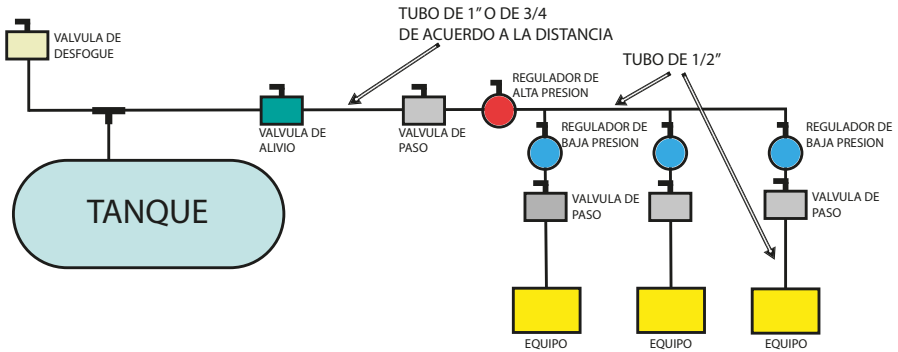 TUBO DE 1” O DE 3/4
DE ACUERDO A LA DISTANCIA
VALVULA DE
DESFOGUE
TUBO DE 1/2”
REGULADOR DE
ALTA PRESION
VALVULA DE
ALIVIO
VALVULA DE
PASO
REGULADOR DE
BAJA PRESION
REGULADOR DE
BAJA PRESION
TANQUE
VALVULA DE
PASO
VALVULA DE
PASO
EQUIPO
EQUIPO
EQUIPO